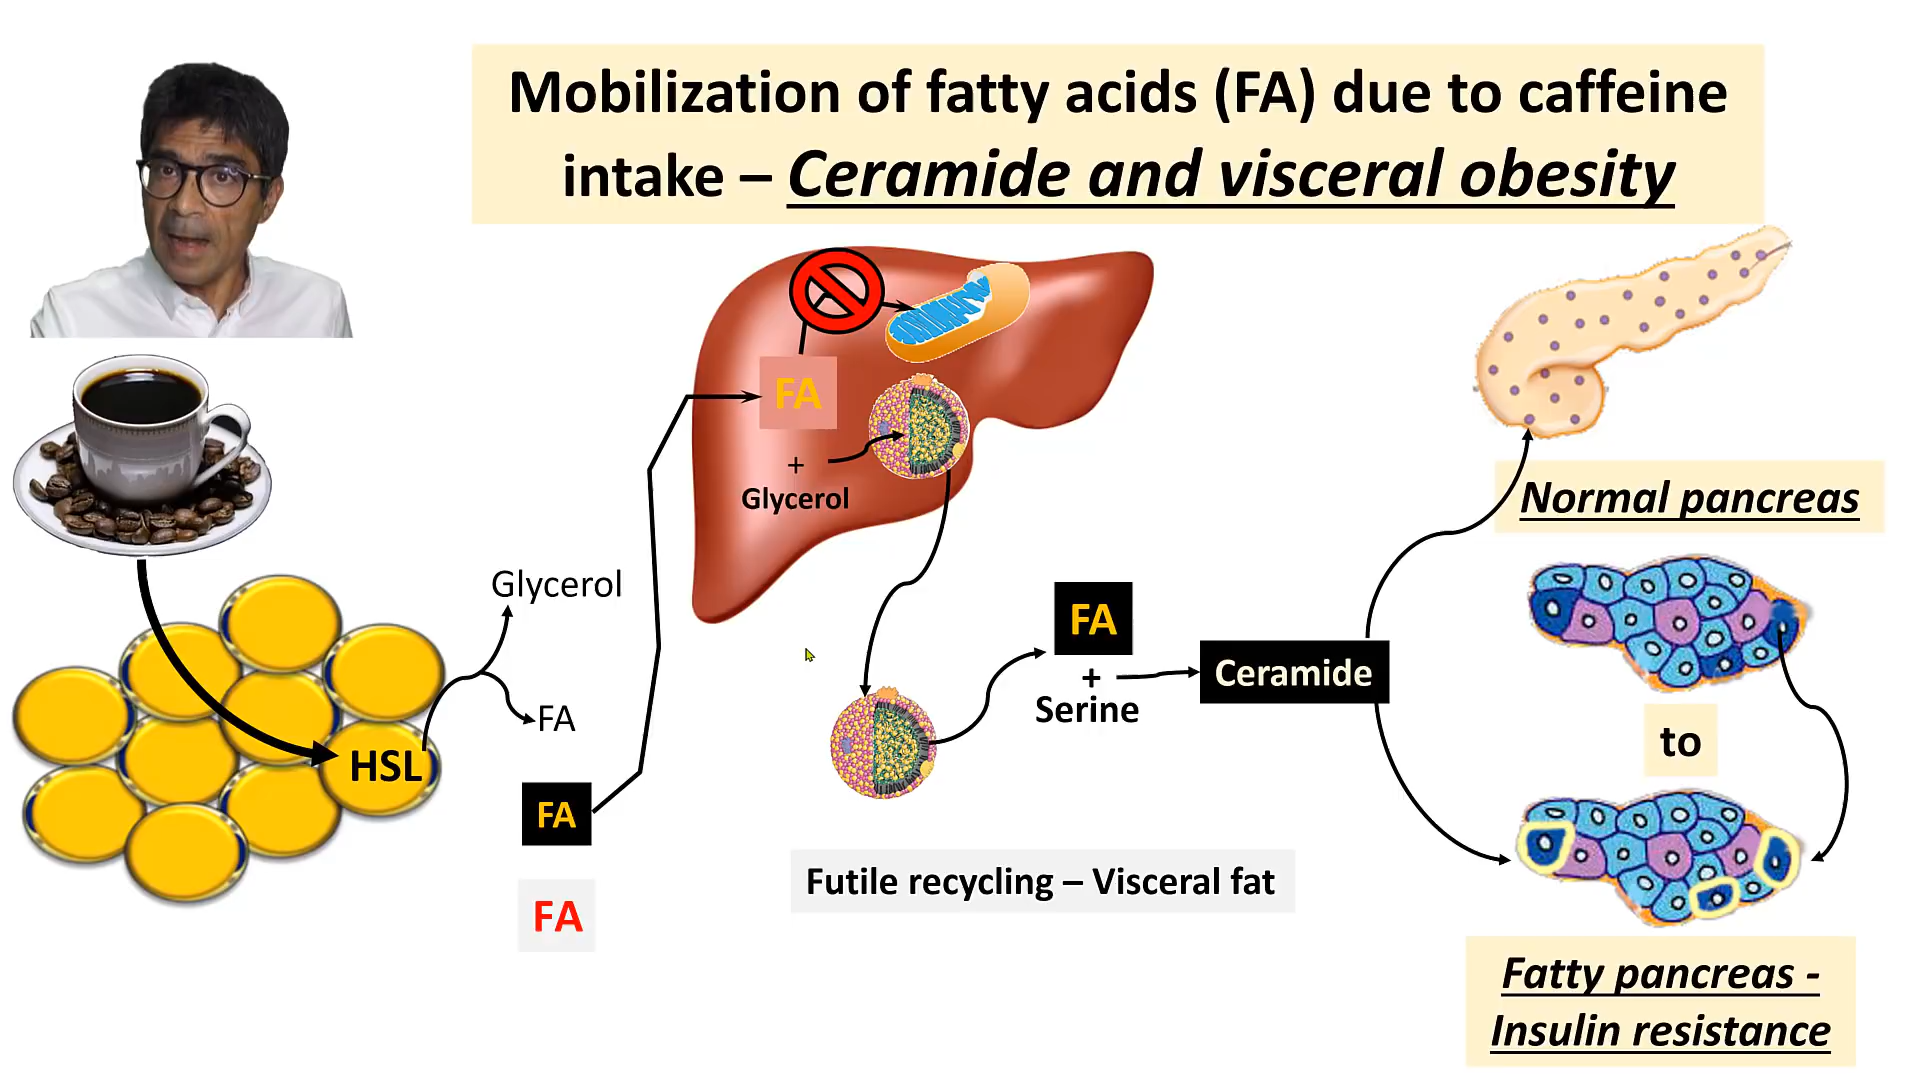 Mobilization of fatty acids (FA) due to caffeine
intake – Ceramide and visceral obesity
FA
+
Glycerol
Normal pancreas
Glycerol
FA
HSL
FA
FA
FA
+
Serine
Ceramide
to
Futile recycling – Visceral fat
Fatty pancreas -
Insulin resistance